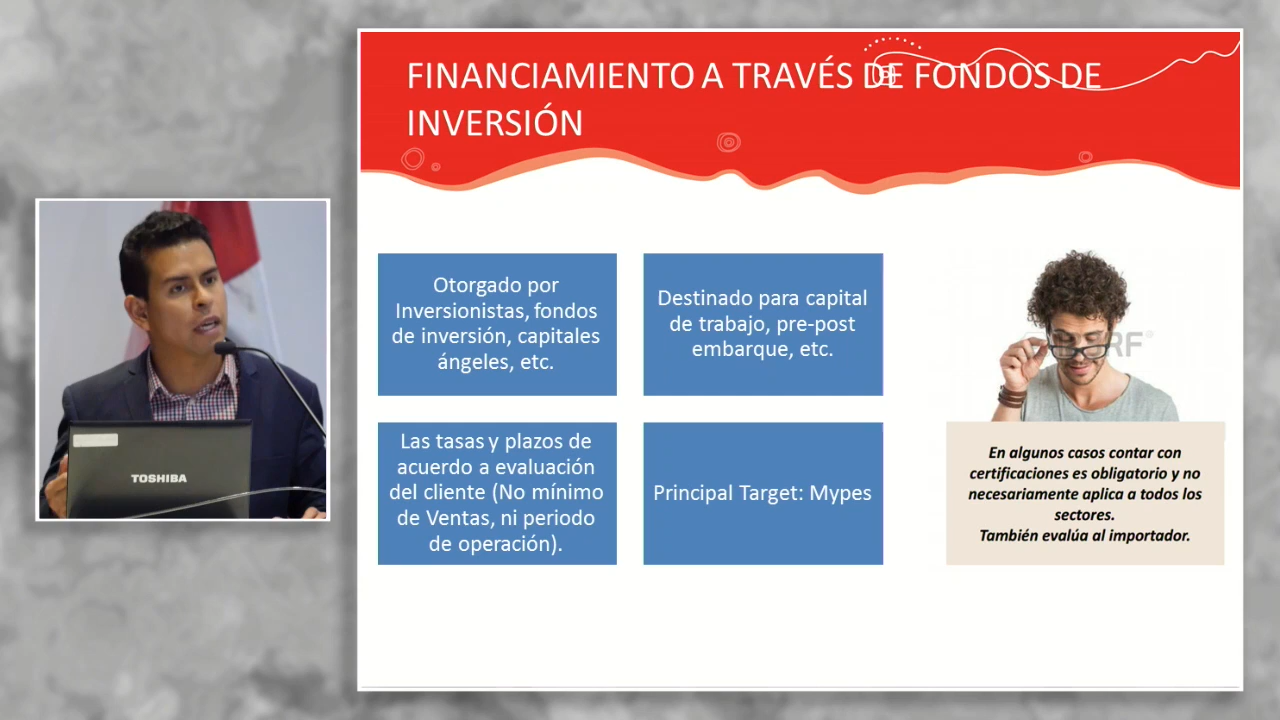 FINANCIAMIENTO A TRAVÉS DE FONDOS DE
INVERSIÓN
Otorgado por
Inversionistas, fondos
de inversión, capitales
ángeles, etc.
Destinado para capital
de trabajo, pre-post
embarque, etc.
Las tasas y plazos de
acuerdo a evaluación
del cliente (No mínimo
de Ventas, ni periodo
de operación).
Principal Target: Mypes
En algunos casos contar con
certificaciones es obligatorio y no
necesariamente aplica a todos los
sectores.
También evalúa al importador.
TOSHIBA